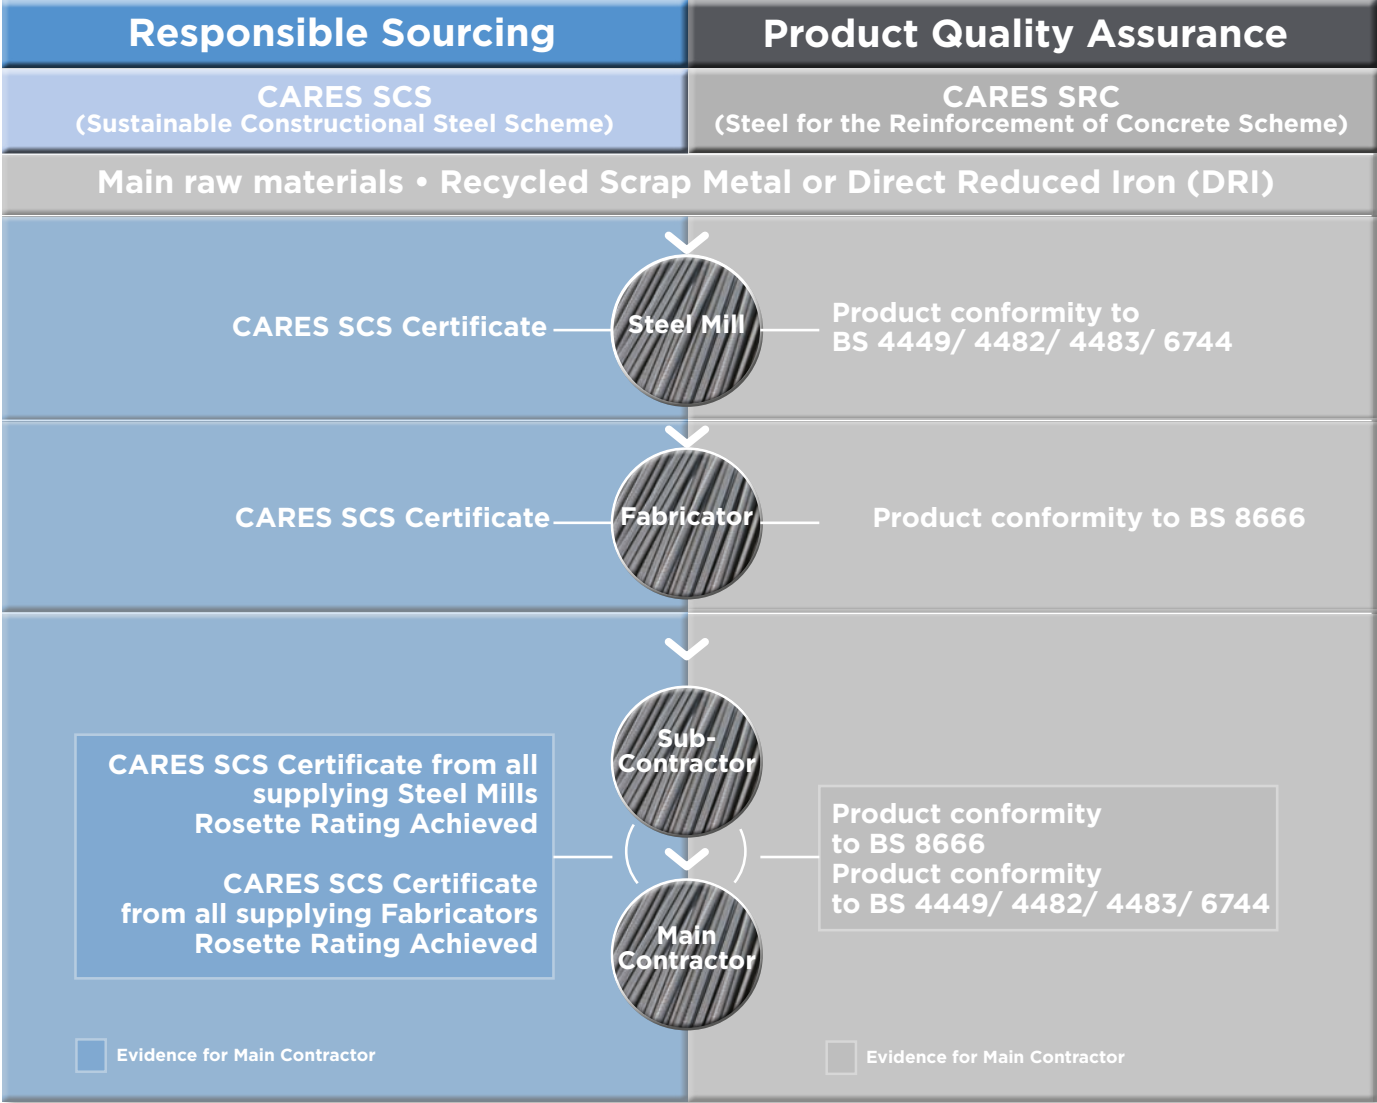 Responsible Sourcing
Product Quality Assurance
CARES SCS
(Sustainable Constructional Steel Scheme)
CARES SRC
(Steel for the Reinforcement of Concrete Scheme)
Main raw materials • Recycled Scrap Metal or Direct Reduced Iron (DRI)
CARES SCS Certificate
Steel Mill
Product conformity to
BS 4449/ 4482/ 4483/ 6744
CARES SCS Certificate
Fabricator
Product conformity to BS 8666
Sub-
Contractor
CARES SCS Certificate from all
supplying Steel Mills
Rosette Rating Achieved
CARES SCS Certificate
from all supplying Fabricators
Rosette Rating Achieved
Product conformity
to BS 8666
Product conformity
to BS 4449/ 4482/ 4483/ 6744
Main
Contractor
Evidence for Main Contractor
Evidence for Main Contractor